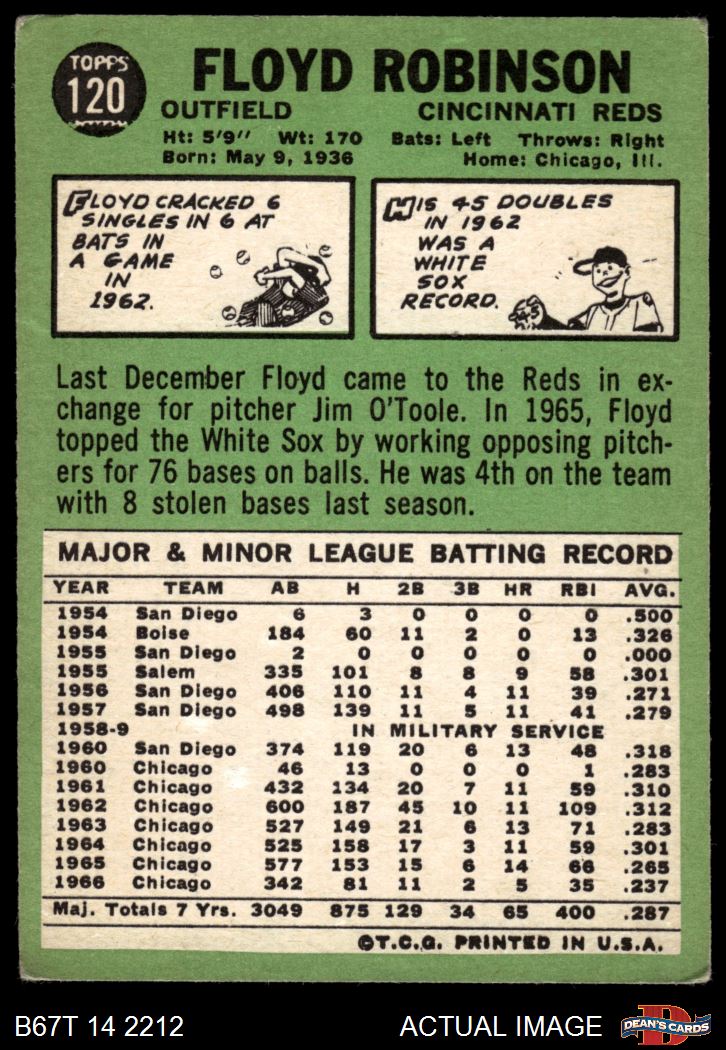 TOPPS
120
FLOYD ROBINSON
OUTFIELD CINCINNATI REDS
Ht: 5'9" Wt: 170 Bats: Left Throws: Right
Born: May 9, 1936 Home: Chicago, Ill.
FLOYD CRACKED 6
SINGLES IN 6 AT
BATS IN
A GAME
IN
1962.
HIS 45 DOUBLES
IN 1962
WAS A
WHITE
SOX
RECORD.
45
Last December Floyd came to the Reds in ex-
change for pitcher Jim O'Toole. In 1965, Floyd
topped the White Sox by working opposing pitch-
ers for 76 bases on balls. He was 4th on the team
with 8 stolen bases last season.
MAJOR & MINOR LEAGUE BATTING RECORD
YEAR TEAM AB H 2B 3B HR RBI AVG.
1954 San Diego 6 3 0 0 0 0 .500
1954 Boise 184 60 11 2 0 13 .326
1955 San Diego 2 0 0 0 0 0 .000
1955 Salem 335 101 8 8 9 58 .301
1956 San Diego 406 110 11 4 11 39 .271
1957 San Diego 498 139 11 5 11 41 .279
1958-9 IN MILITARY SERVICE
1960 San Diego 374 119 20 6 13 48 .318
1960 Chicago 46 13 0 0 0 1 .283
1961 Chicago 432 134 20 7 11 59 .310
1962 Chicago 600 187 45 10 11 109 .312
1963 Chicago 527 149 21 6 13 71 .283
1964 Chicago 525 158 17 3 11 59 .301
1965 Chicago 577 153 15 6 14 66 .265
1966 Chicago 342 81 11 2 5 35 .237
Maj. Totals 7 Yrs. 3049 875 129 34 65 400 .287
©T.C.G. PRINTED IN U.S.A.
B67T 14 2212 ACTUAL IMAGE
D
DEAN'S CARDS